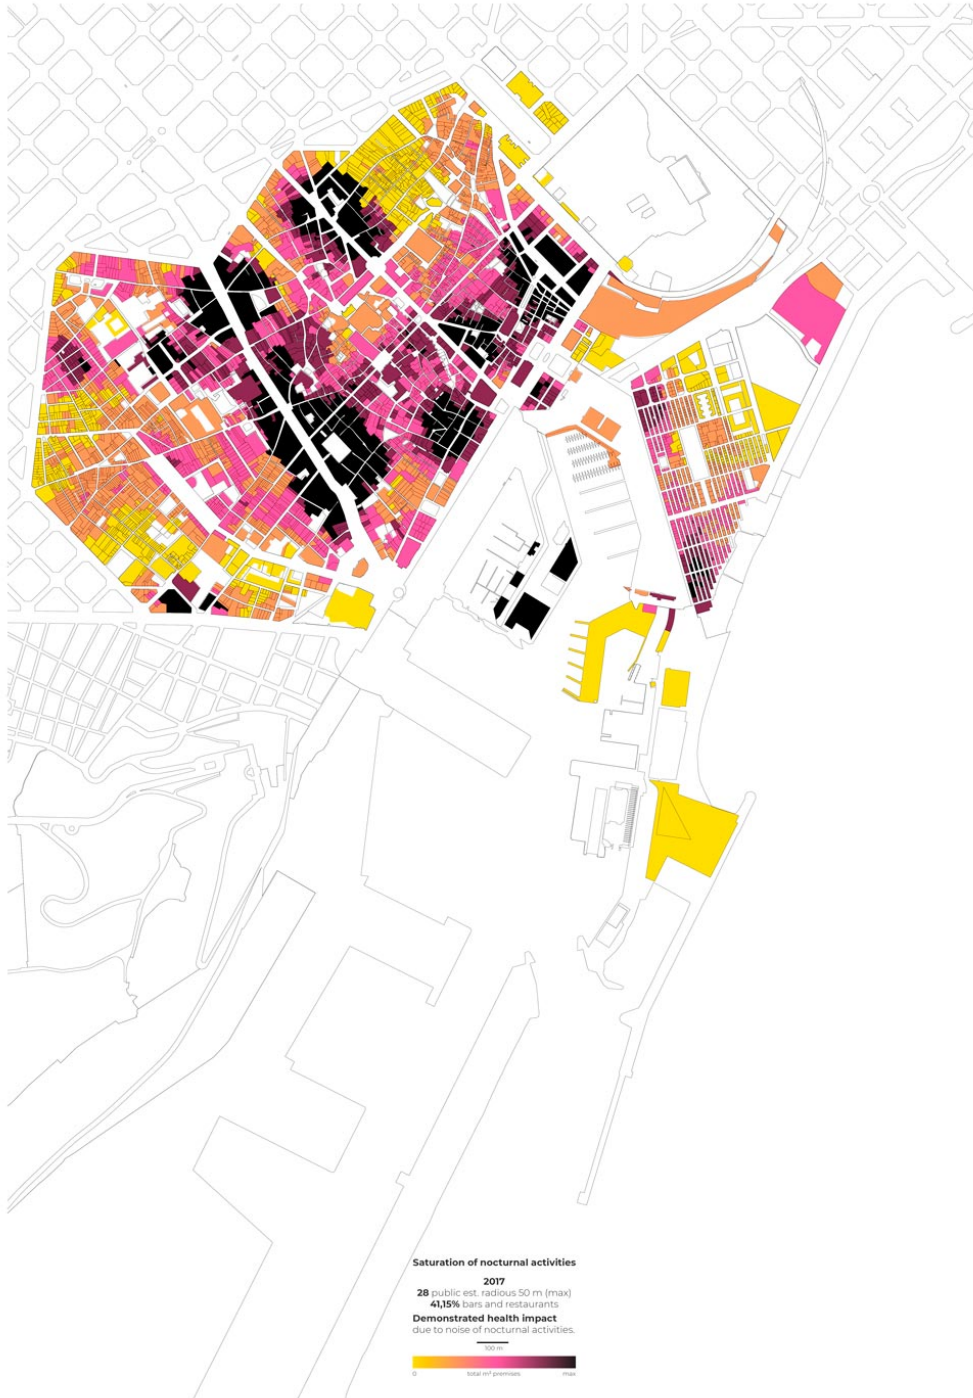 Saturation of nocturnal activities
2017
28 public est. radious 50 m (max)
41,15% bars and restaurants
Demonstrated health impact
due to noise of nocturnal activities.
100 m
0 total m² premises max